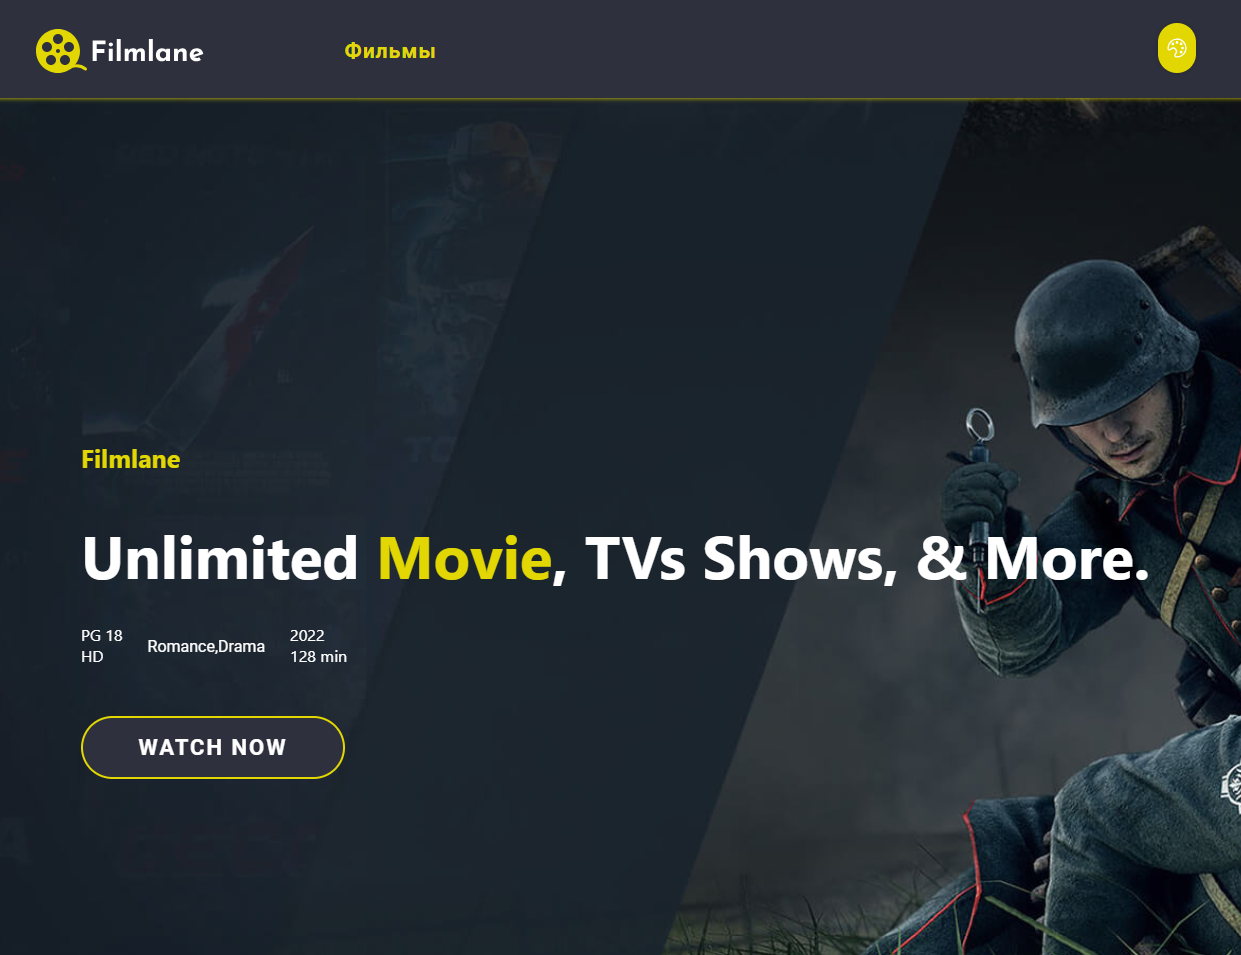 Filmlane
Фильмы
Filmlane
Unlimited Movie, TVs Shows, & More.
PG 18
HD
Romance,Drama
2022
128 min
WATCH NOW